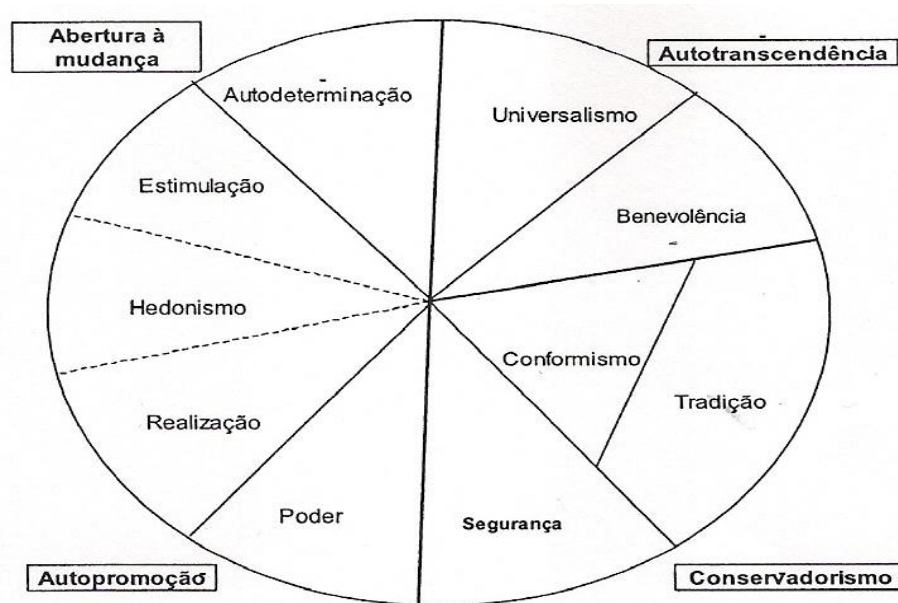 Abertura à
mudança
Autotranscendência
Autodeterminação
Universalismo
Estimulação
Benevolência
Hedonismo
Conformismo
Tradição
Realização
Poder
Segurança
Autopromoção
Conservadorismo